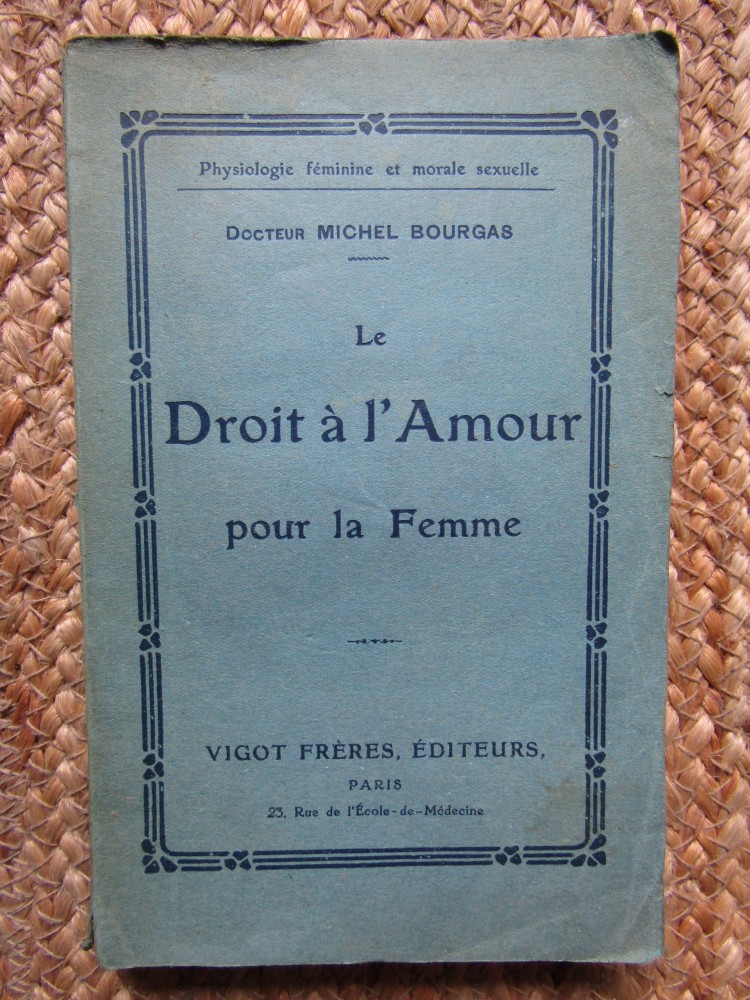 Physiologie féminine et morale sexuelle
DOCTEUR MICHEL BOURGAS
Le
Droit à l'Amour
pour la Femme
VIGOT FRÈRES, ÉDITEURS,
PARIS
23, Rue de l'École-de-Médecine